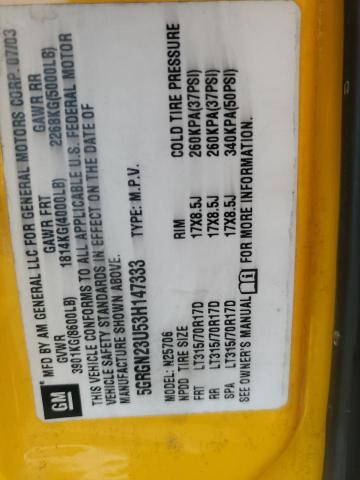 GM
MFD BY AM GENERAL LLC FOR GENERAL MOTORS CORP. 07/03
GVWR GAWR FRT GAWR RR
3901KG(8600LB) 1814KG(4000LB) 2268KG(5000LB)
THIS VEHICLE CONFORMS TO ALL APPLICABLE U.S. FEDERAL MOTOR
VEHICLE SAFETY STANDARDS IN EFFECT ON THE DATE OF
MANUFACTURE SHOWN ABOVE.
5GRGN23U53H147333 TYPE: M.P.V.
MODEL: N25706
NPDD TIRE SIZE RIM COLD TIRE PRESSURE
FRT LT315/70R17D 17X8.5J 260KPA(37PSI)
RR LT315/70R17D 17X8.5J 260KPA(37PSI)
SPA LT315/70R17D 17X8.5J 340KPA(50PSI)
SEE OWNER'S MANUAL FOR MORE INFORMATION.